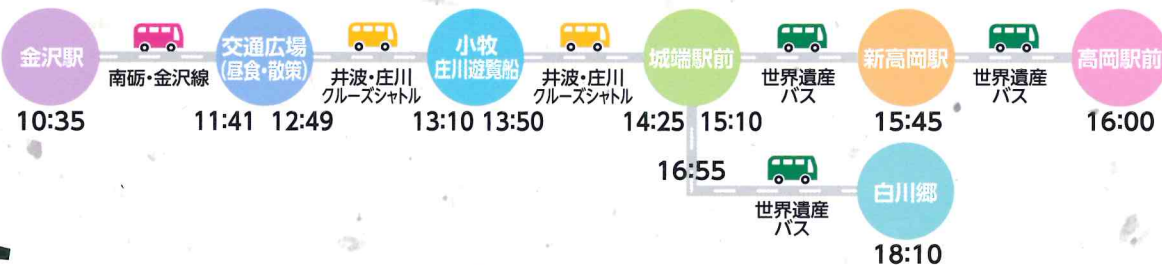 金沢駅
南砺・金沢線
交通広場
(昼食・散策)
井波・庄川
クルーズシャトル
小牧
庄川遊覧船
井波・庄川
クルーズシャトル
城端駅前
世界遺産
バス
新高岡駅
世界遺産
バス
高岡駅前
10:35
11:41 12:49
13:10 13:50
14:25 15:10
15:45
16:00
16:55
世界遺産
バス
白川郷
18:10